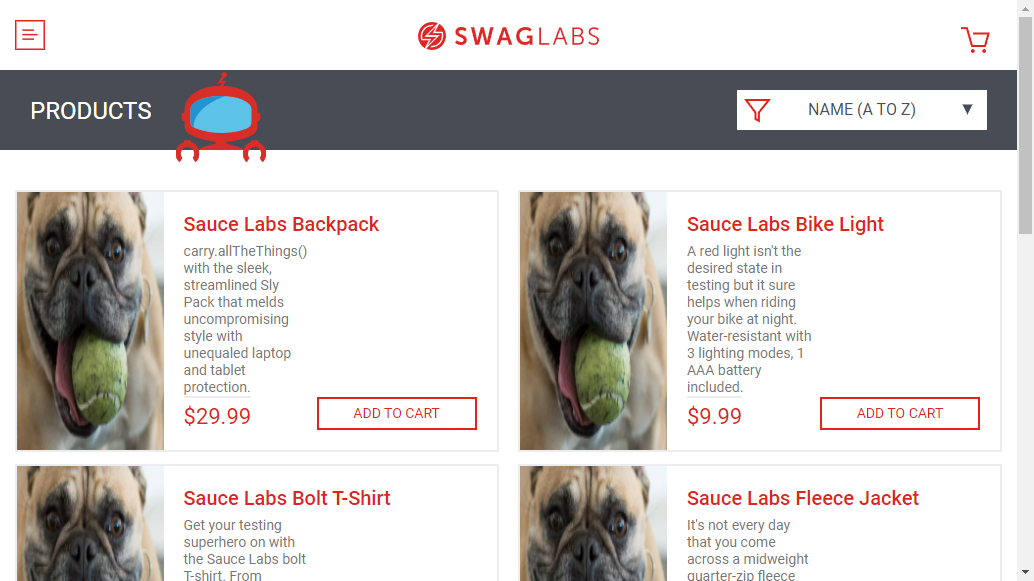 SWAGLABS
PRODUCTS
NAME (A TO Z)
Sauce Labs Backpack
carry.allTheThings()
with the sleek,
streamlined Sly
Pack that melds
uncompromising
style with
unequaled laptop
and tablet
protection.
$29.99
ADD TO CART
Sauce Labs Bike Light
A red light isn't the
desired state in
testing but it sure
helps when riding
your bike at night.
Water-resistant with
3 lighting modes, 1
AAA battery
included.
$9.99
ADD TO CART
Sauce Labs Bolt T-Shirt
Get your testing
superhero on with
the Sauce Labs bolt
T-shirt. From
Sauce Labs Fleece Jacket
It's not every day
that you come
across a midweight
quarter-zip fleece